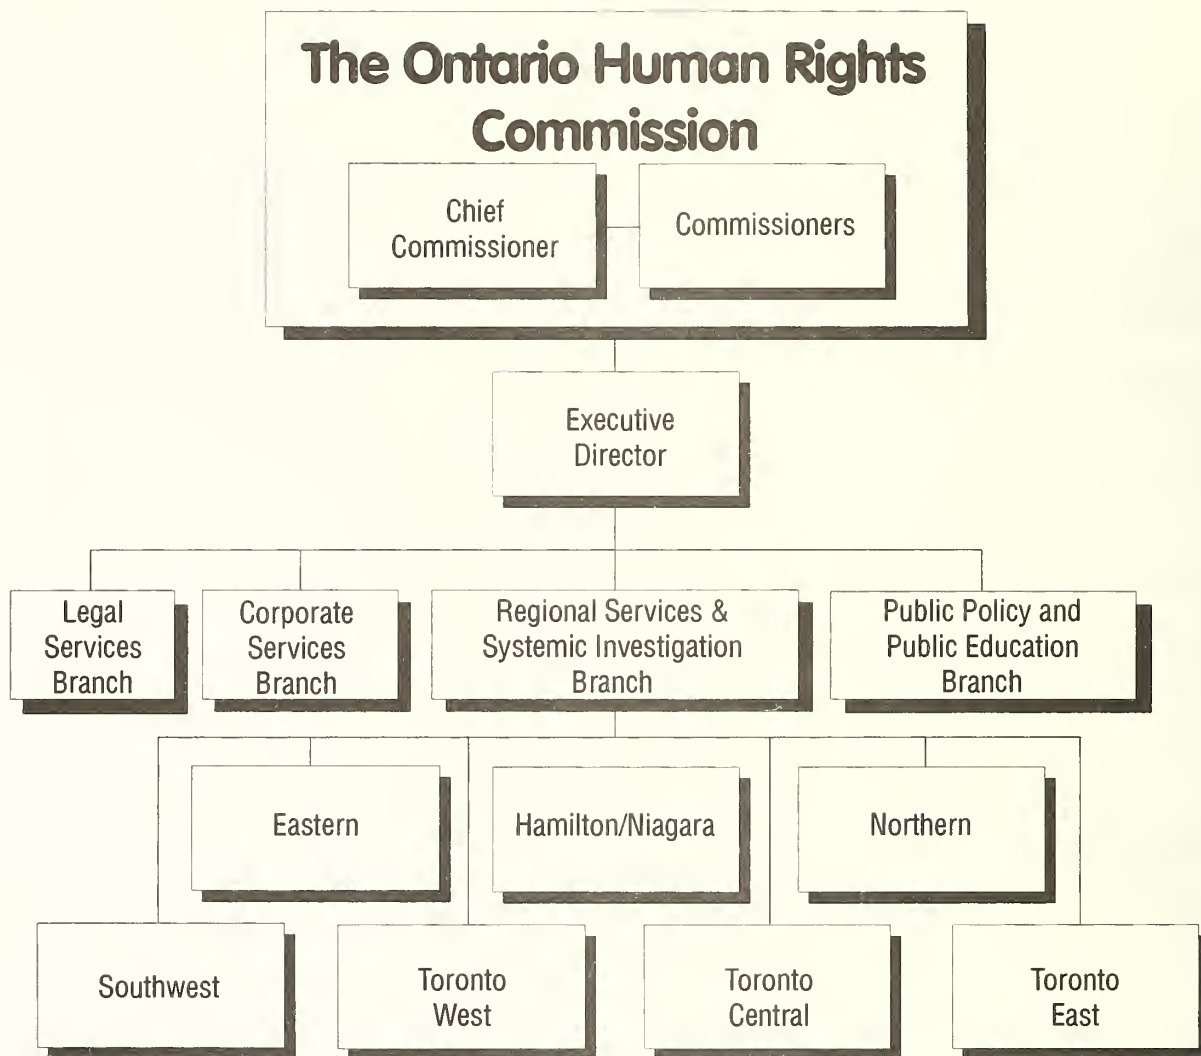 The Ontario Human Rights
Commission
Chief
Commissioner
Commissioners
Executive
Director
Legal
Services
Branch
Corporate
Services
Branch
Regional Services &
Systemic Investigation
Branch
Public Policy and
Public Education
Branch
Eastern
Hamilton/Niagara
Northern
Southwest
Toronto
West
Toronto
Central
Toronto
East